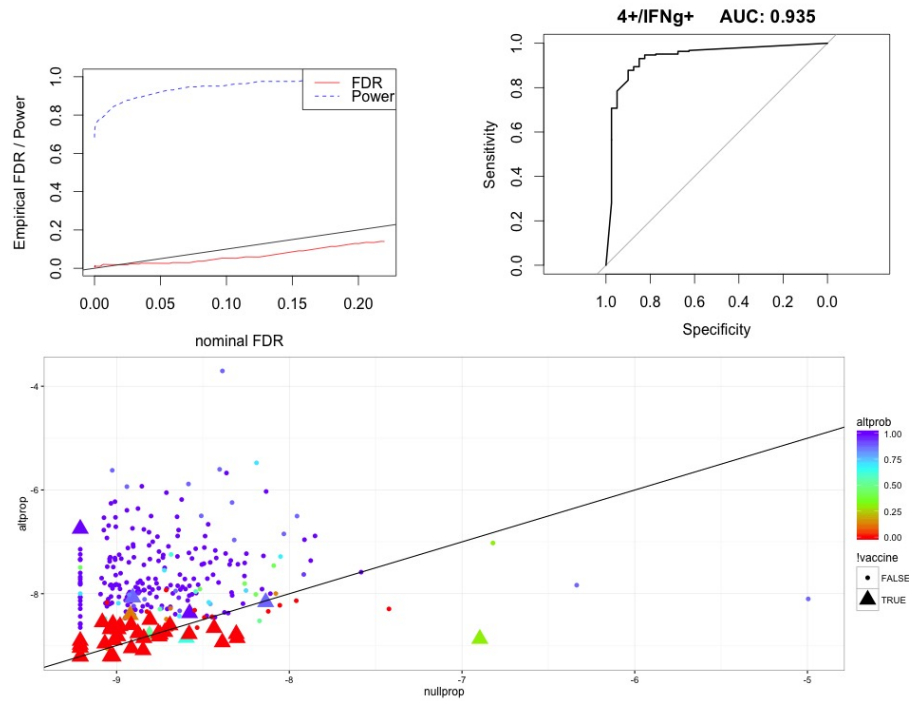 4+/IFNg+ AUC: 0.935
Empirical FDR / Power
1.0
0.8
0.6
0.4
0.2
0.0
FDR
Power
0.00 0.05 0.10 0.15 0.20
nominal FDR
Sensitivity
1.0
0.8
0.6
0.4
0.2
0.0
1.0 0.8 0.6 0.4 0.2 0.0
Specificity
altprop
-4
-6
-8
-9 -8 -7 -6 -5
nullprop
altprob
1.00
0.75
0.50
0.25
0.00
!vaccine
FALSE
TRUE